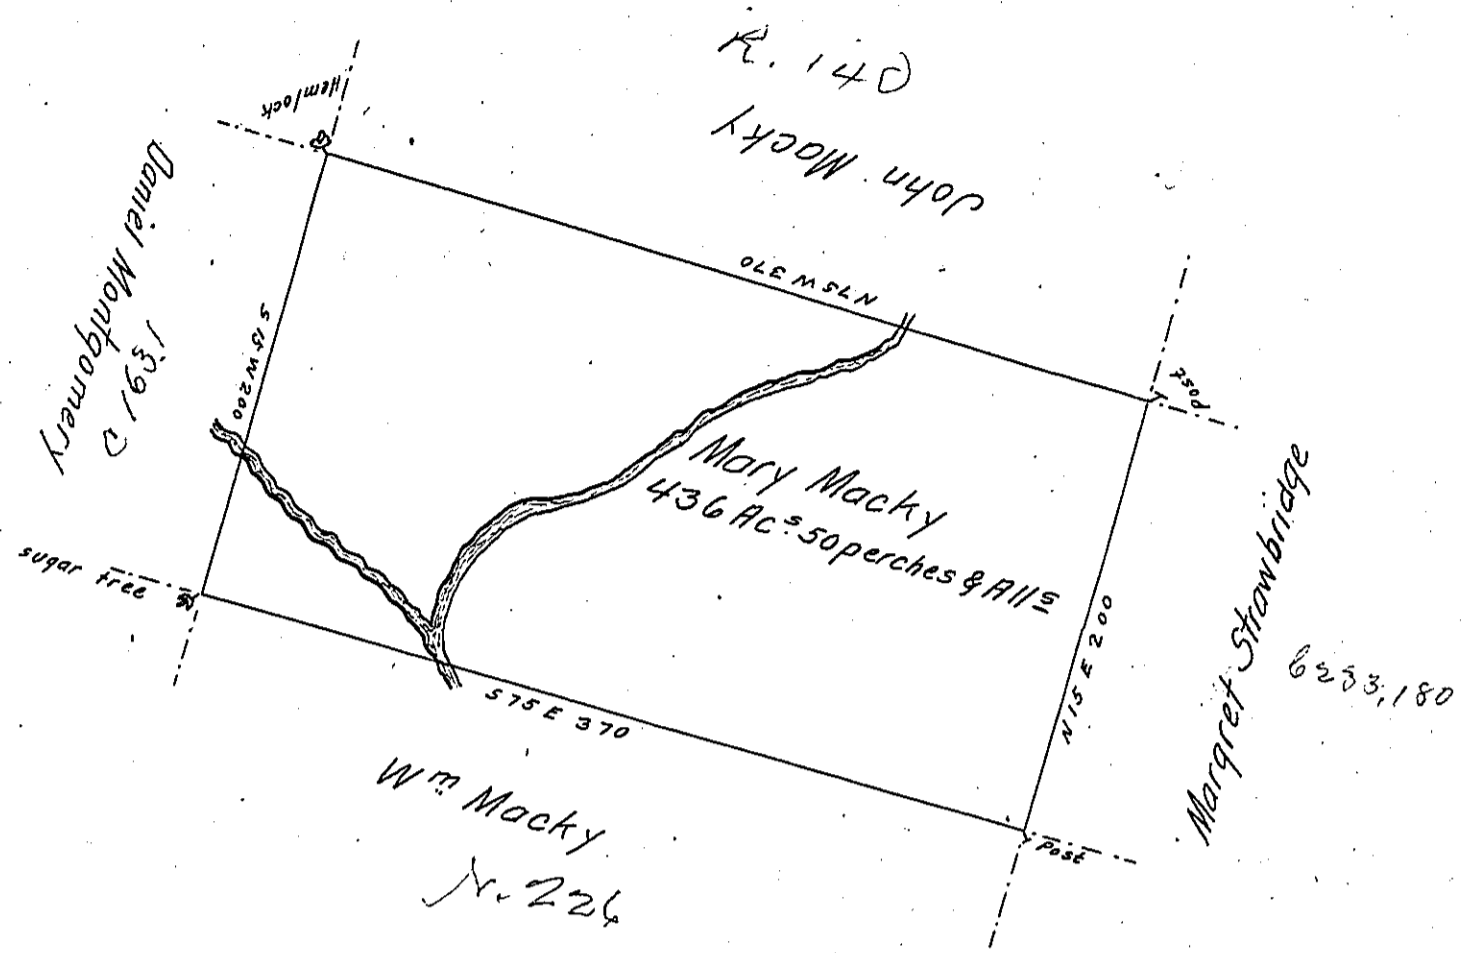 R. 140
John Macky
Hemlock
N 75 W 370
Post
Daniel Montgomery
S 15 W 200
Mary Macky
436 Acs. 50 perches & Alls
Margret Strawbridge
N 15 E 200
sugar tree
S 75 E 370
Post
Wm Macky
N. 226